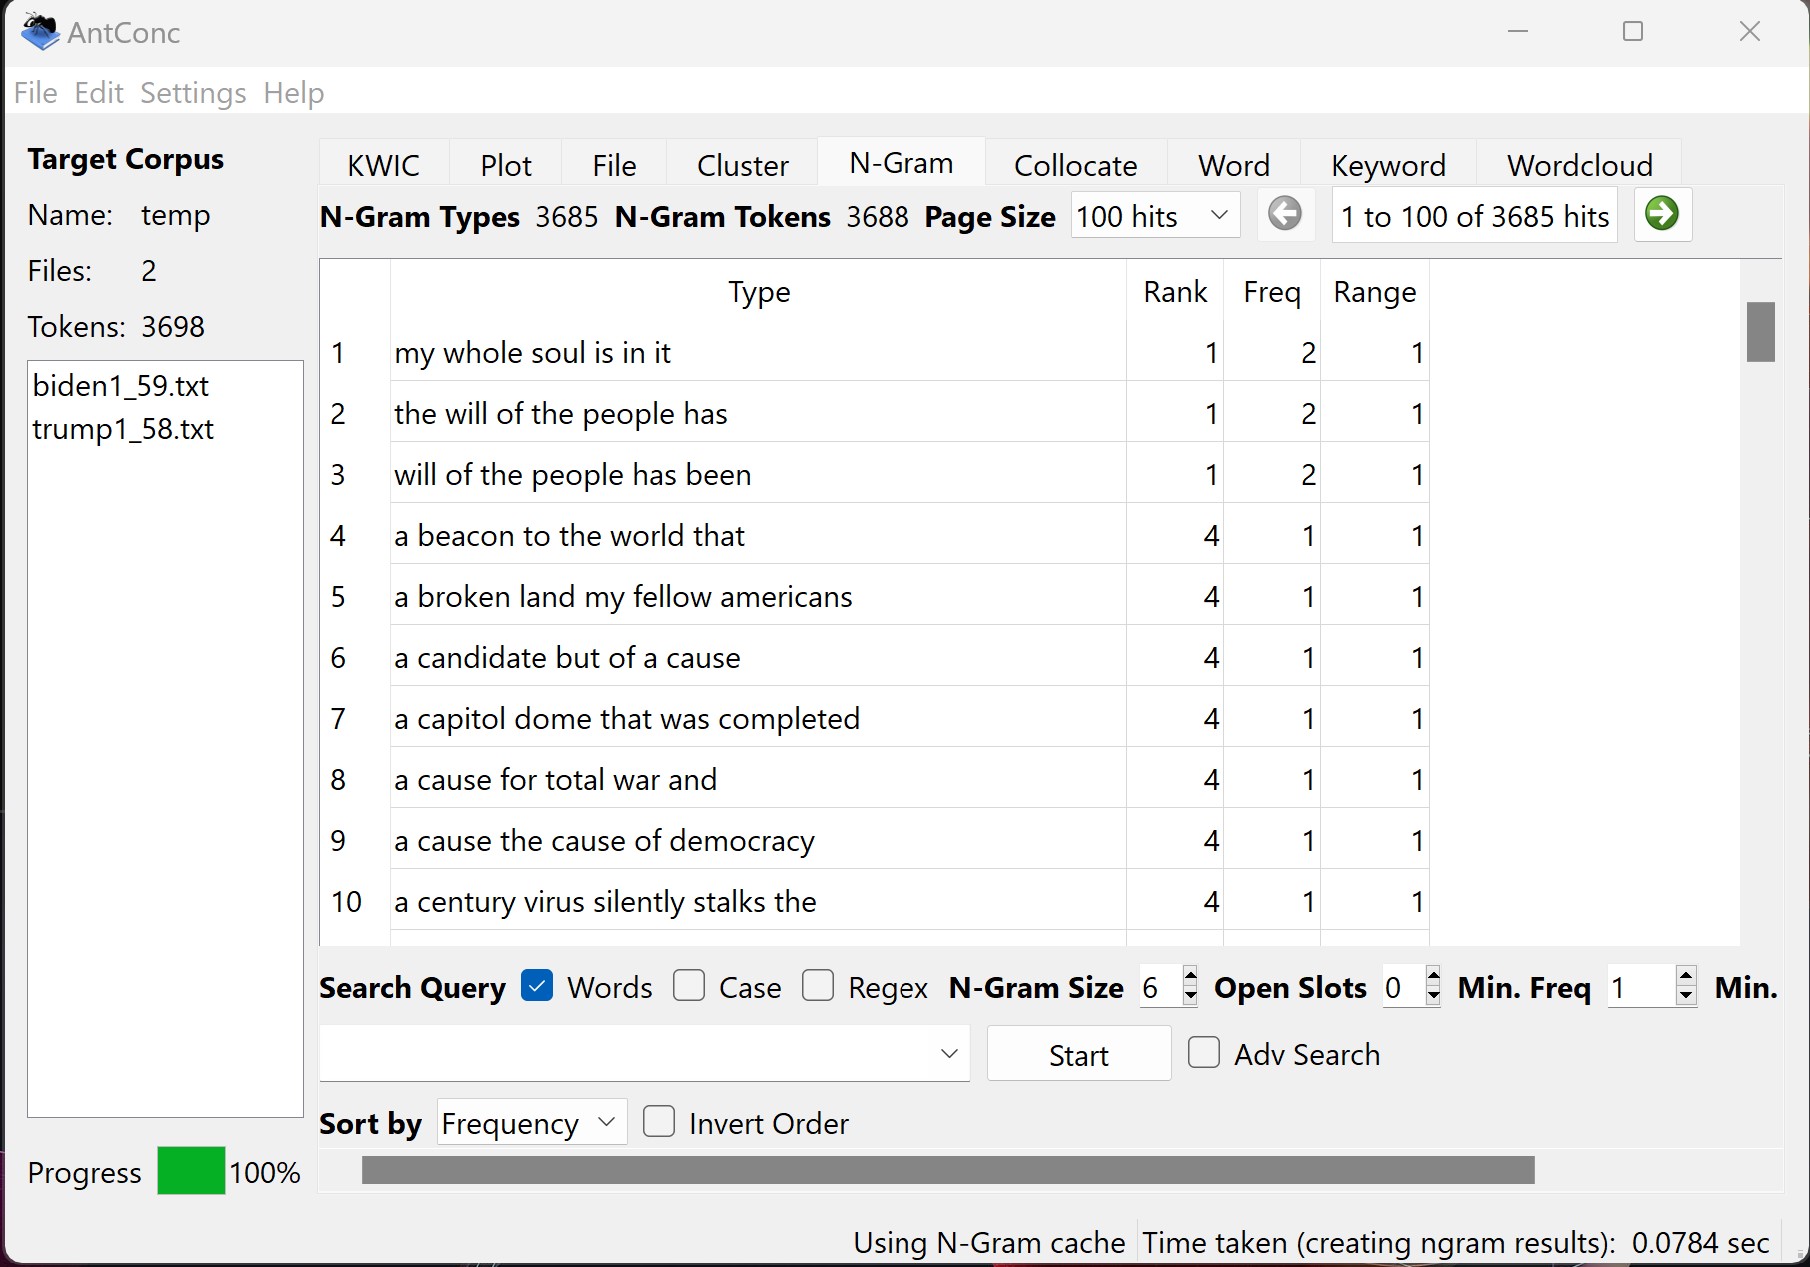 AntConc
File Edit Settings Help
Target Corpus
Name: temp
Files: 2
Tokens: 3698
biden1_59.txt
trump1_58.txt
Progress 100%
KWIC Plot File Cluster N-Gram Collocate Word Keyword Wordcloud
N-Gram Types 3685 N-Gram Tokens 3688 Page Size 100 hits 1 to 100 of 3685 hits
Type Rank Freq Range
1 my whole soul is in it 1 2 1
2 the will of the people has 1 2 1
3 will of the people has been 1 2 1
4 a beacon to the world that 4 1 1
5 a broken land my fellow americans 4 1 1
6 a candidate but of a cause 4 1 1
7 a capitol dome that was completed 4 1 1
8 a cause for total war and 4 1 1
9 a cause the cause of democracy 4 1 1
10 a century virus silently stalks the 4 1 1
Search Query Words Case Regex N-Gram Size 6 Open Slots 0 Min. Freq 1 Min.
Start Adv Search
Sort by Frequency Invert Order
Using N-Gram cache Time taken (creating ngram results): 0.0784 sec